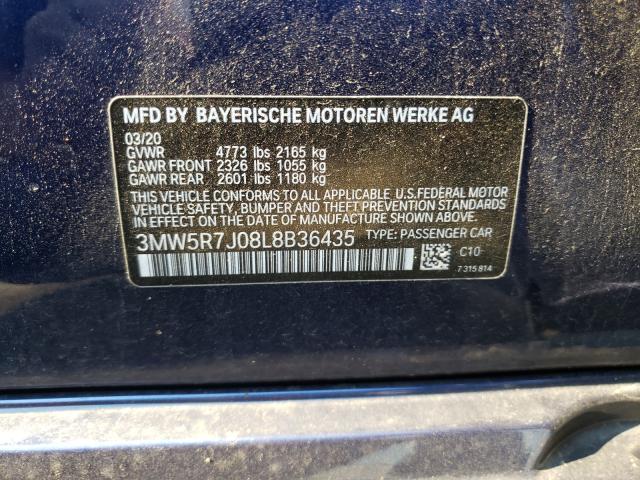 MFD BY BAYERISCHE MOTOREN WERKE AG
03/20
GVWR 4773 lbs 2165 kg
GAWR FRONT 2326 lbs 1055 kg
GAWR REAR 2601 lbs 1180 kg
THIS VEHICLE CONFORMS TO ALL APPLICABLE U.S.FEDERAL MOTOR
VEHICLE SAFETY, BUMPER, AND THEFT PREVENTION STANDARDS
IN EFFECT ON THE DATE OF MANUFACTURE SHOWN ABOVE.
3MW5R7J08L8B36435 TYPE: PASSENGER CAR
C10
7 315 814